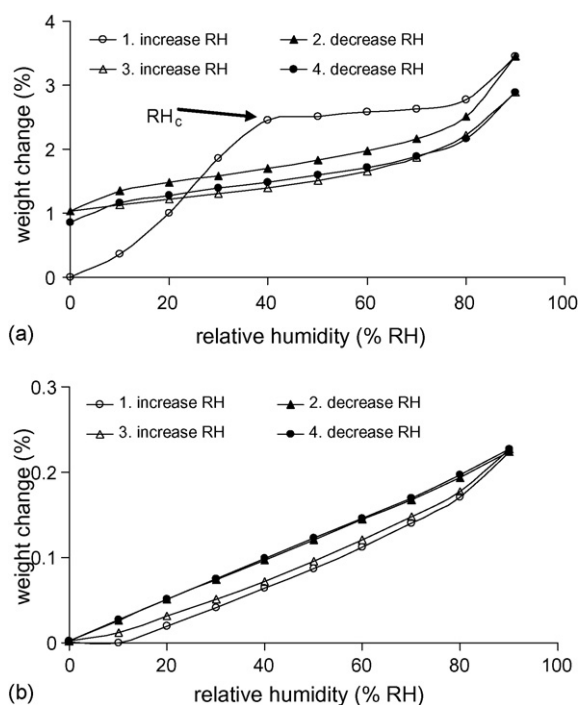 4
1. increase RH
2. decrease RH
3. increase RH
4. decrease RH
3
RHc
2
1
0
weight change (%)
0 20 40 60 80 100
(a)
relative humidity (% RH)
0.3
1. increase RH
2. decrease RH
3. increase RH
4. decrease RH
0.2
0.1
0
weight change (%)
0 20 40 60 80 100
(b)
relative humidity (% RH)